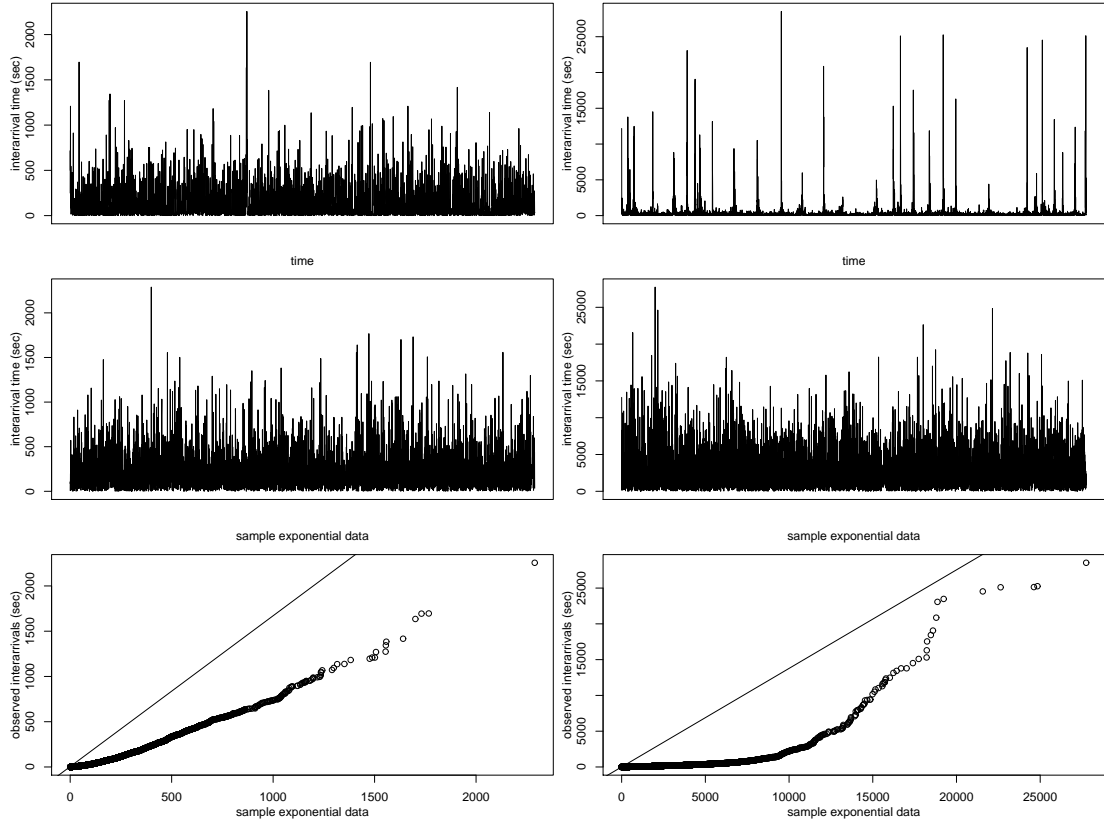 interarrival time (sec)
0 500 1000 1500 2000
time
interarrival time (sec)
0 5000 15000 25000
time
interarrival time (sec)
0 500 1000 1500 2000
sample exponential data
interarrival time (sec)
0 5000 15000 25000
sample exponential data
observed interarrivals (sec)
0 500 1000 1500 2000
0 500 1000 1500 2000
sample exponential data
observed interarrivals (sec)
0 5000 15000 25000
0 5000 10000 15000 20000 25000
sample exponential data